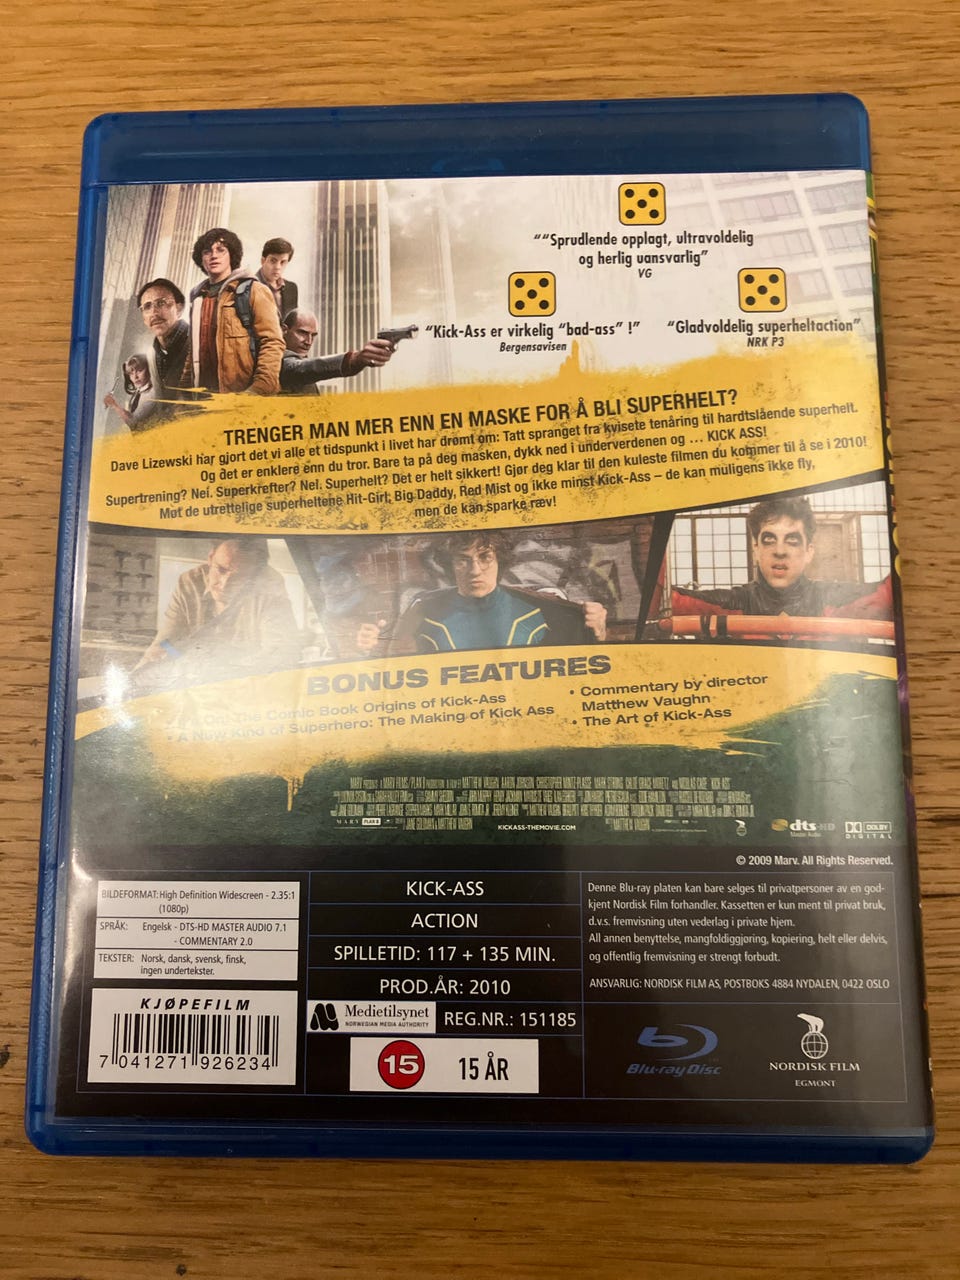 ““Sprudlende opplagt, ultravoldelig
og herlig uansvarlig”
VG
“Kick-Ass er virkelig “bad-ass” !”
Bergensavisen
“Gladvoldelig superheltaction”
NRK P3
TRENGER MAN MER ENN EN MASKE FOR Å BLI SUPERHELT?
Dave Lizewski har gjort det vi alle et tidspunkt i livet har drømt om: Tatt spranget fra kvisete tenåring til hardtslående superhelt.
Og det er enklere enn du tror. Bare ta på deg masken, dykk ned i underverdenen og ... KICK ASS!
Supertrening? Nei. Superkrefter? Nei. Superhelt? Det er helt sikkert! Gjør deg klar til den kuleste filmen du kommer til å se i 2010!
Møt de utrettelige superheltene Hit-Girl, Big Daddy, Red Mist og ikke minst Kick-Ass – de kan muligens ikke fly,
men de kan sparke ræv!
BONUS FEATURES
The Comic Book Origins of Kick-Ass
• A New Kind of Superhero: The Making of Kick Ass
• Commentary by director
Matthew Vaughn
• The Art of Kick-Ass
KICKASS-THEMOVIE.COM
dts-HD
Master Audio
DOLBY
DIGITAL
© 2009 Marv. All Rights Reserved.
BILDEFORMAT: High Definition Widescreen - 2.35:1
(1080p)
SPRÅK: Engelsk - DTS-HD MASTER AUDIO 7.1
- COMMENTARY 2.0
TEKSTER: Norsk, dansk, svensk, finsk,
ingen undertekster.
KJØPEFILM
7 041271 926234
KICK-ASS
ACTION
SPILLETID: 117 + 135 MIN.
PROD.ÅR: 2010
Medietilsynet
NORWEGIAN MEDIA AUTHORITY
REG.NR.: 151185
15 15 ÅR
Denne Blu-ray platen kan bare selges til privatpersoner av en god-
kjent Nordisk Film forhandler. Kassetten er kun ment til privat bruk,
d.v.s. fremvisning uten vederlag i private hjem.
All annen benyttelse, mangfoldiggjøring, kopiering, helt eller delvis,
og offentlig fremvisning er strengt forbudt.
ANSVARLIG: NORDISK FILM AS, POSTBOKS 4884 NYDALEN, 0422 OSLO
Blu-ray Disc
NORDISK FILM
EGMONT